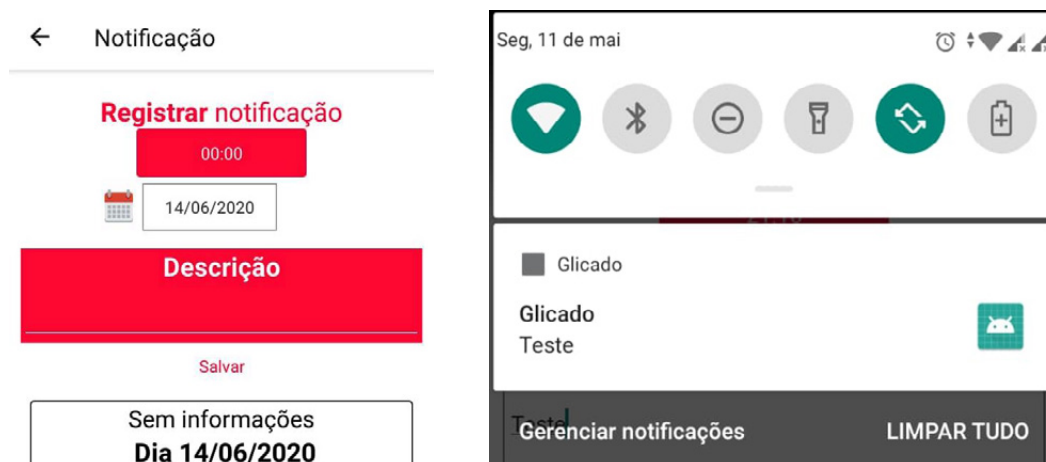 Notificação
Registrar notificação
00:00
14/06/2020
Descrição
Salvar
Sem informações
Dia 14/06/2020
Seg, 11 de mai
Glicado
Glicado
Teste
Teste
Gerenciar notificações
LIMPAR TUDO